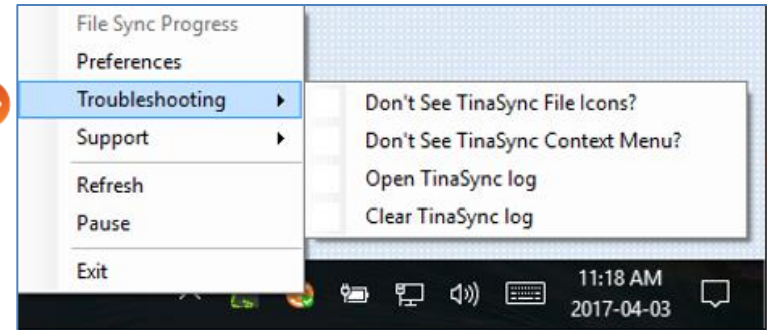 File Sync Progress
Preferences
Troubleshooting
Support
Refresh
Pause
Exit
Don't See TinaSync File Icons?
Don't See TinaSync Context Menu?
Open TinaSync log
Clear TinaSync log
11:18 AM
2017-04-03